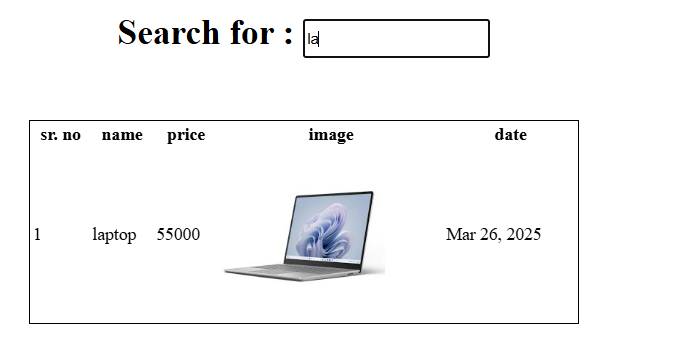 Search for : la
sr. no name price image date
1 laptop 55000 Mar 26, 2025